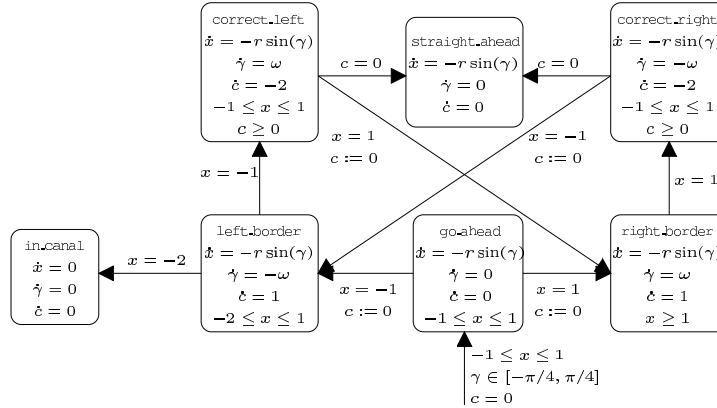 correct_left
ẋ = −r sin(γ)
γ̇ = ω
ċ = −2
−1 ≤ x ≤ 1
c ≥ 0
c = 0
straight_ahead
ẋ = −r sin(γ)
γ̇ = 0
ċ = 0
c = 0
correct_right
ẋ = −r sin(γ)
γ̇ = −ω
ċ = −2
−1 ≤ x ≤ 1
c ≥ 0
x = 1
c := 0
x = −1
c := 0
x = −1
x = 1
in_canal
ẋ = 0
γ̇ = 0
ċ = 0
x = −2
left_border
ẋ = −r sin(γ)
γ̇ = −ω
ċ = 1
−2 ≤ x ≤ 1
x = −1
c := 0
go_ahead
ẋ = −r sin(γ)
γ̇ = 0
ċ = 0
−1 ≤ x ≤ 1
x = 1
c := 0
right_border
ẋ = −r sin(γ)
γ̇ = ω
ċ = 1
x ≥ 1
−1 ≤ x ≤ 1
γ ∈ [−π/4, π/4]
c = 0